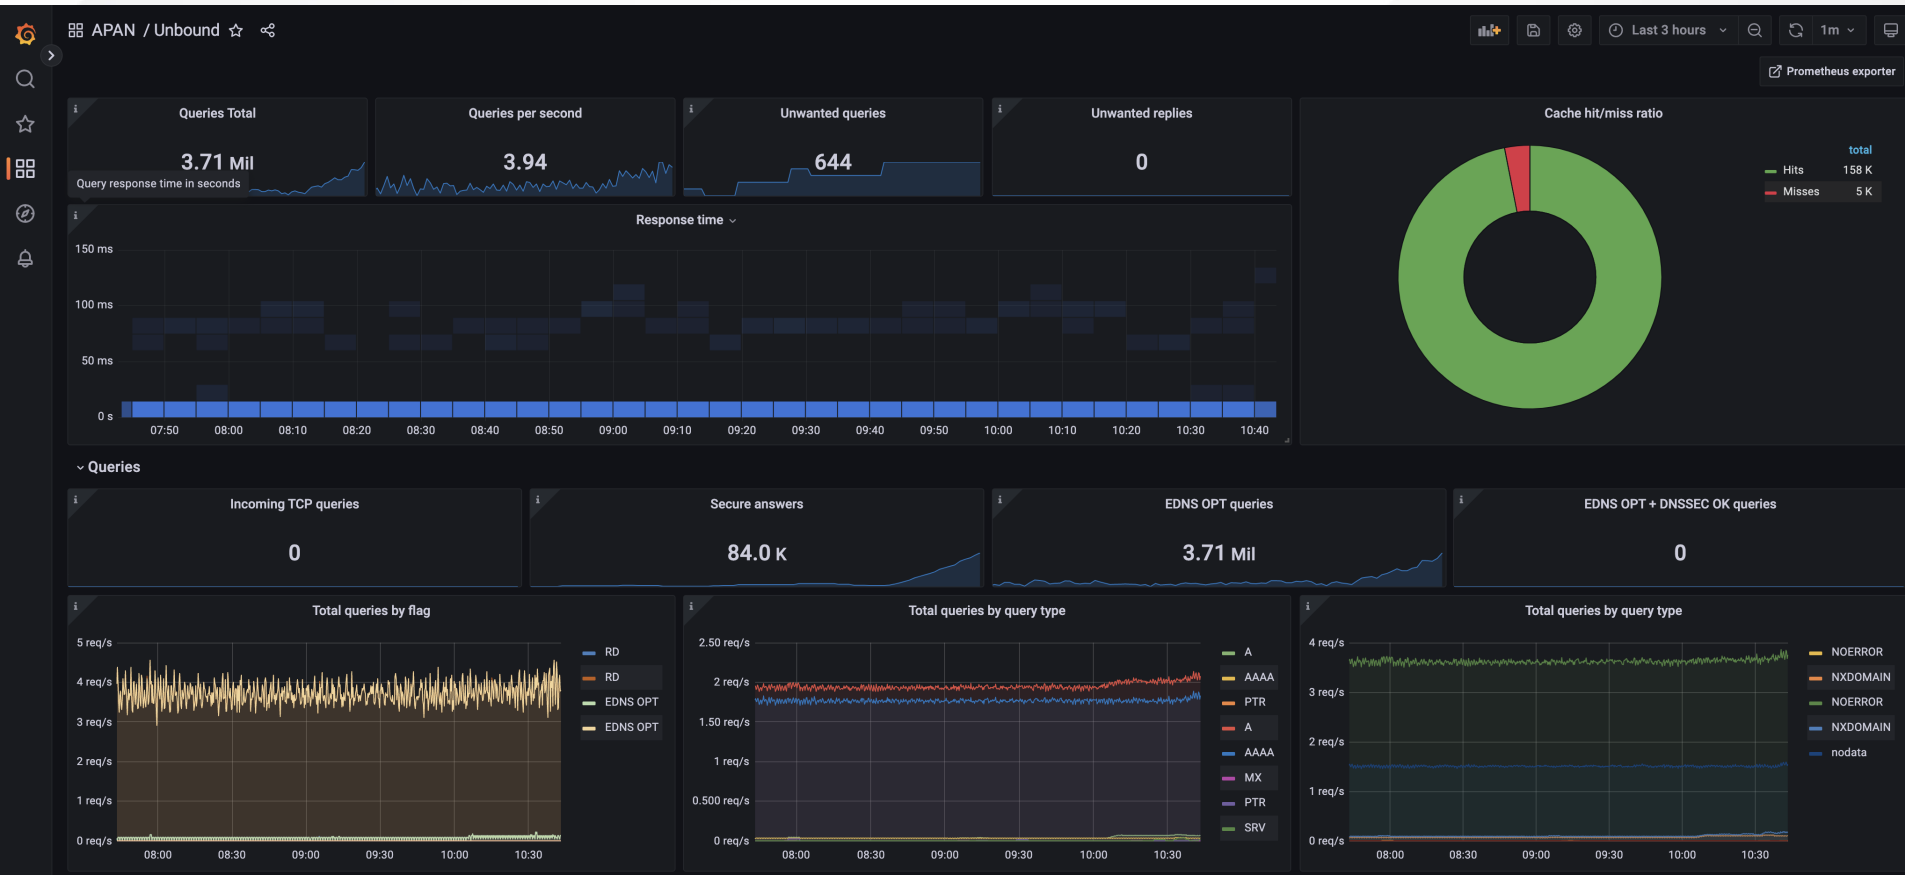 APAN / Unbound
Last 3 hours
1m
Prometheus exporter
Queries Total
3.71 Mil
Queries per second
3.94
Unwanted queries
644
Unwanted replies
0
Cache hit/miss ratio
total
Hits 158 K
Misses 5 K
Query response time in seconds
Response time
150 ms
100 ms
50 ms
0 s
07:50 08:00 08:10 08:20 08:30 08:40 08:50 09:00 09:10 09:20 09:30 09:40 09:50 10:00 10:10 10:20 10:30 10:40
Queries
Incoming TCP queries
0
Secure answers
84.0 K
EDNS OPT queries
3.71 Mil
EDNS OPT + DNSSEC OK queries
0
Total queries by flag
5 req/s
4 req/s
3 req/s
2 req/s
1 req/s
0 req/s
08:00 08:30 09:00 09:30 10:00 10:30
RD
RD
EDNS OPT
EDNS OPT
Total queries by query type
2.50 req/s
2 req/s
1.50 req/s
1 req/s
0.500 req/s
0 req/s
08:00 08:30 09:00 09:30 10:00 10:30
A
AAAA
PTR
A
AAAA
MX
PTR
SRV
Total queries by query type
4 req/s
3 req/s
2 req/s
1 req/s
0 req/s
08:00 08:30 09:00 09:30 10:00 10:30
NOERROR
NXDOMAIN
NOERROR
NXDOMAIN
nodata